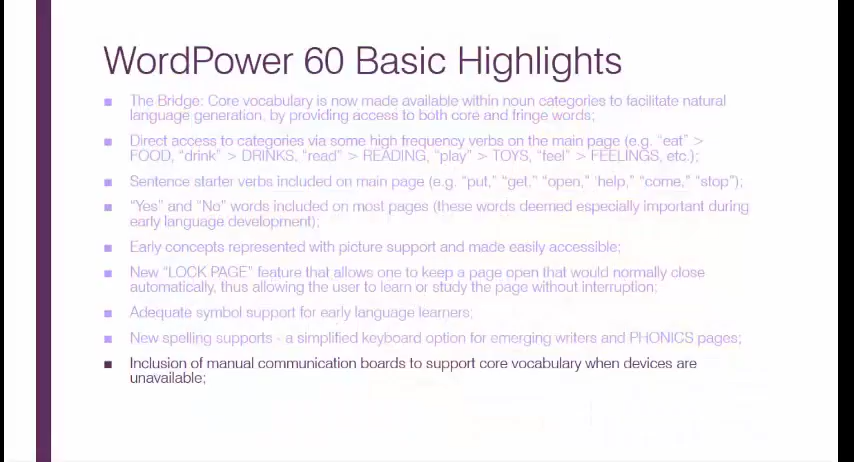 WordPower 60 Basic Highlights
The Bridge: Core vocabulary is now made available within noun categories to facilitate natural
language generation, by providing access to both core and fringe words;
Direct access to categories via some high frequency verbs on the main page (e.g. "eat" >
FOOD, "drink" > DRINKS, "read" > READING, "play" > TOYS, "feel" > FEELINGS, etc.);
Sentence starter verbs included on main page (e.g. "put," "get," "open," 'help," "come," "stop");
"Yes" and "No" words included on most pages (these words deemed especially important during
early language development);
Early concepts represented with picture support and made easily accessible;
New "LOCK PAGE" feature that allows one to keep a page open that would normally close
automatically, thus allowing the user to learn or study the page without interruption;
Adequate symbol support for early language learners;
New spelling supports - a simplified keyboard option for emerging writers and PHONICS pages;
Inclusion of manual communication boards to support core vocabulary when devices are
unavailable;